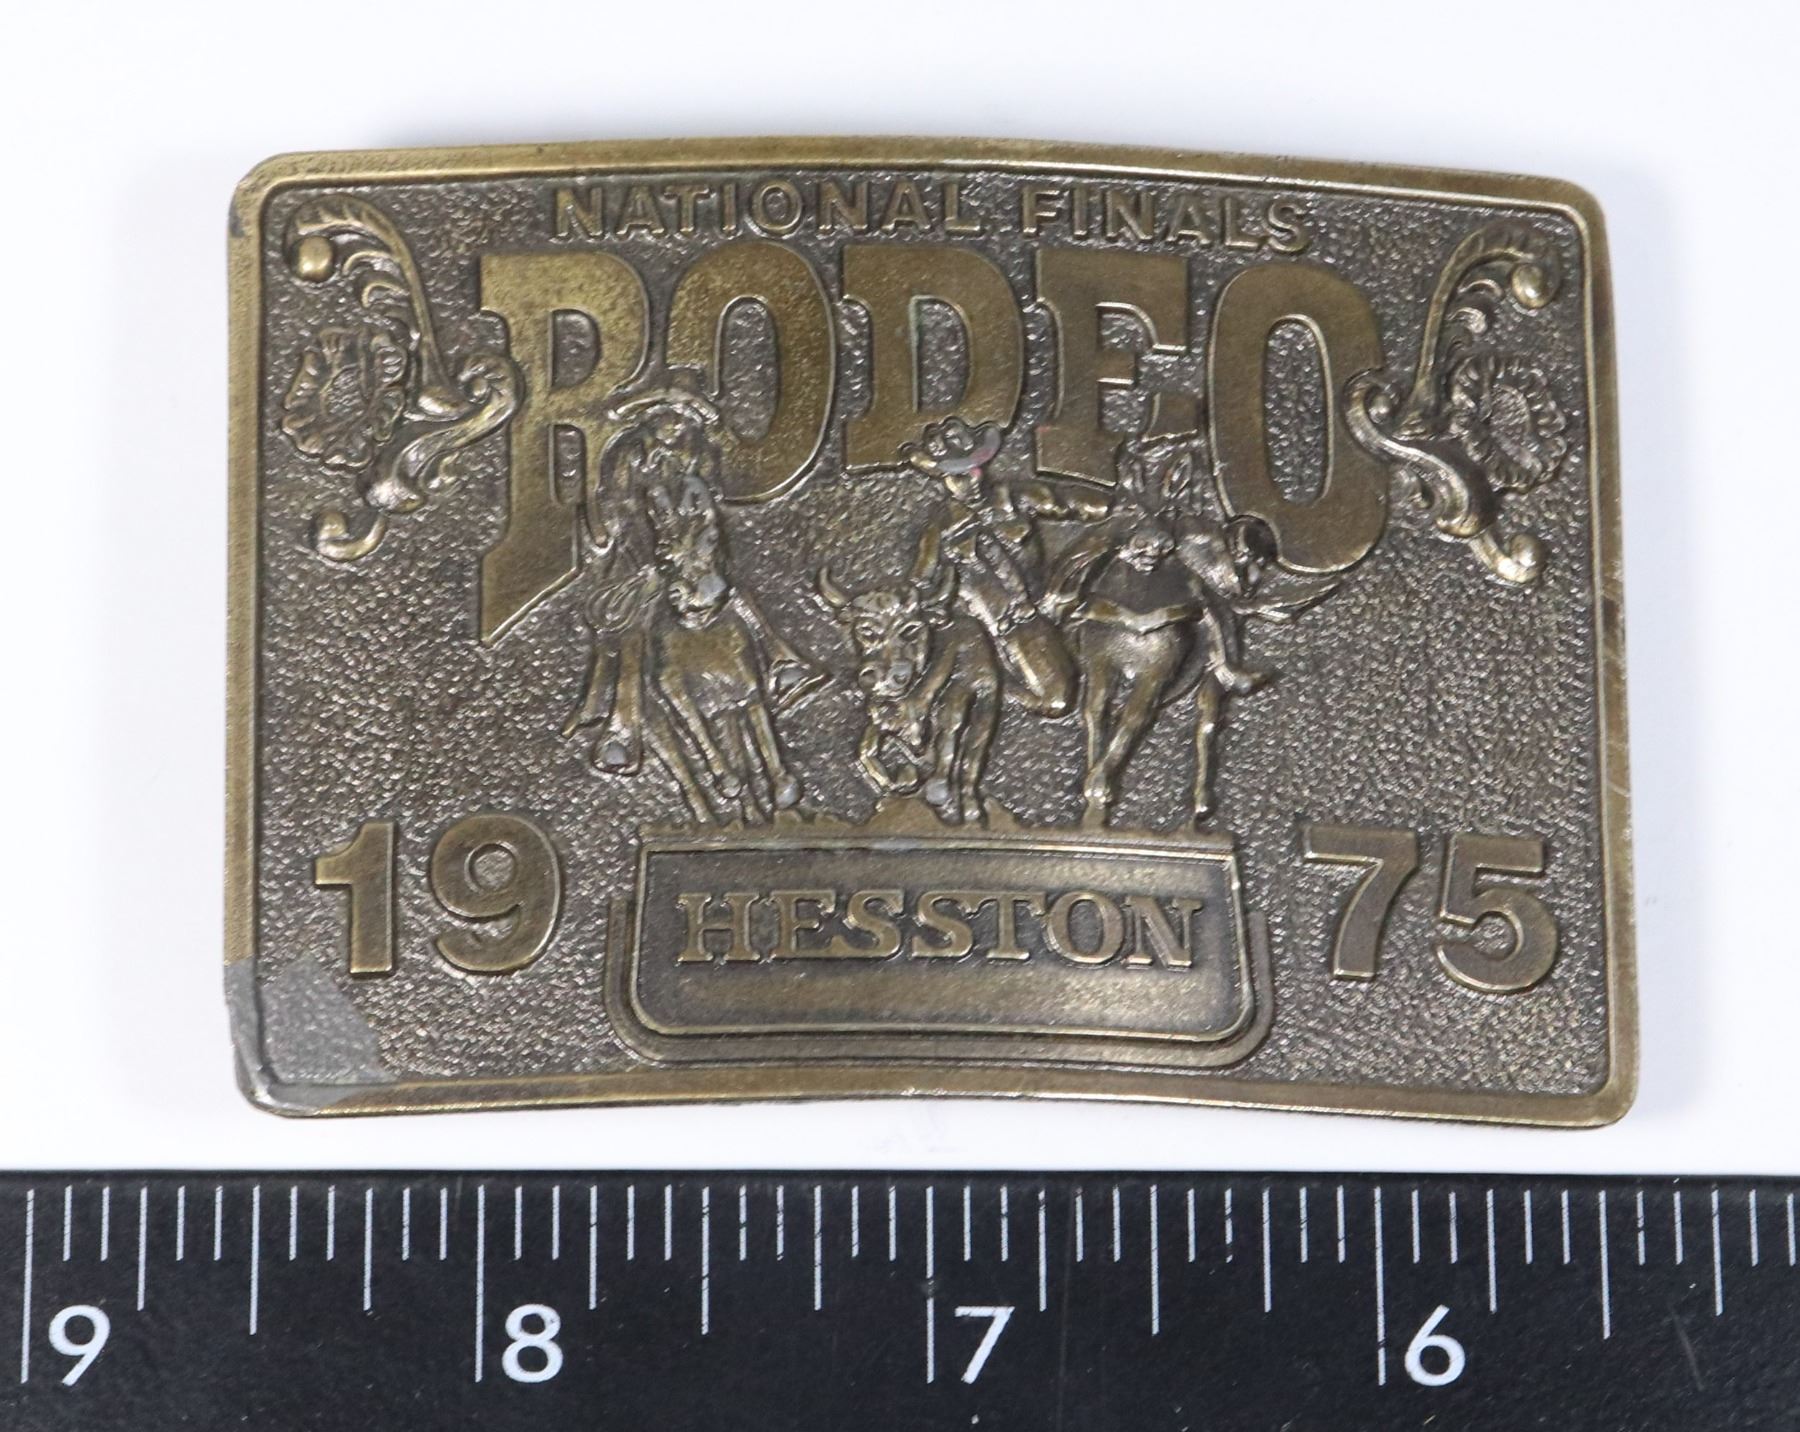 NATIONAL FINALS
RODEO
19 75
HESSTON
9 8 7 6